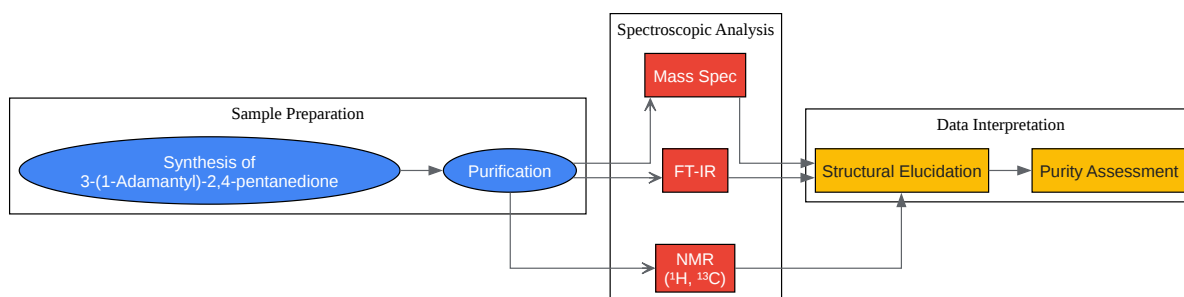 Sample Preparation
Synthesis of
3-(1-Adamantyl)-2,4-pentanedione
Purification
Spectroscopic Analysis
Mass Spec
FT-IR
NMR
(¹H, ¹³C)
Data Interpretation
Structural Elucidation
Purity Assessment